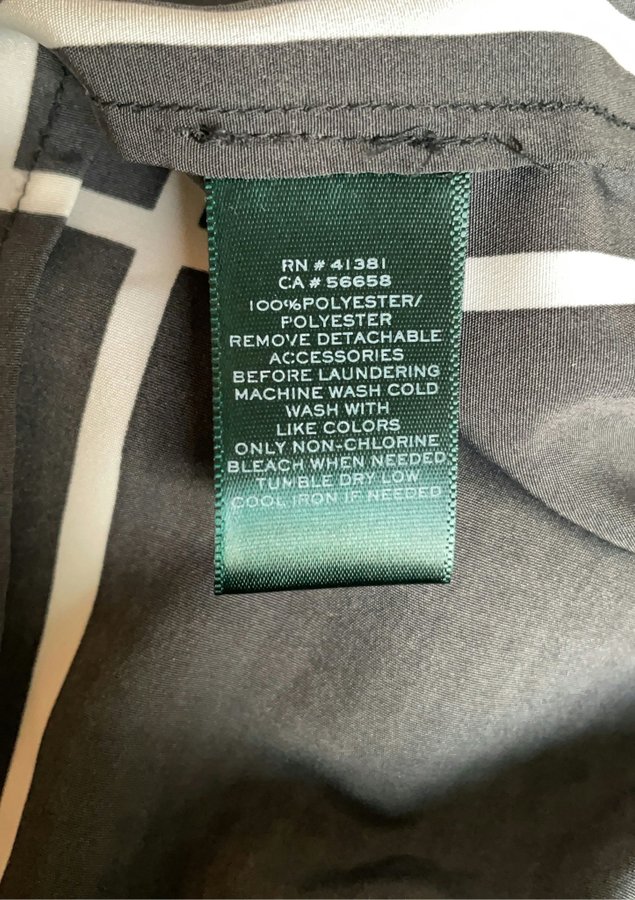 RN # 41381
CA # 56658
100%POLYESTER/
POLYESTER
REMOVE DETACHABLE
ACCESSORIES
BEFORE LAUNDERING
MACHINE WASH COLD
WASH WITH
LIKE COLORS
ONLY NON-CHLORINE
BLEACH WHEN NEEDED
TUMBLE DRY LOW
COOL IRON IF NEEDED